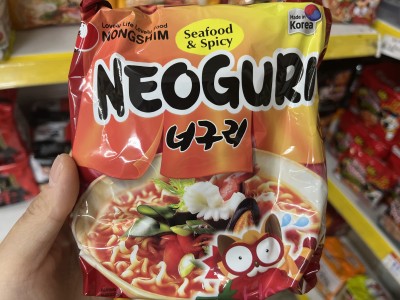 NONGSHIM
Seafood
& Spicy
Made in
Korea
NEOGURI
너구리